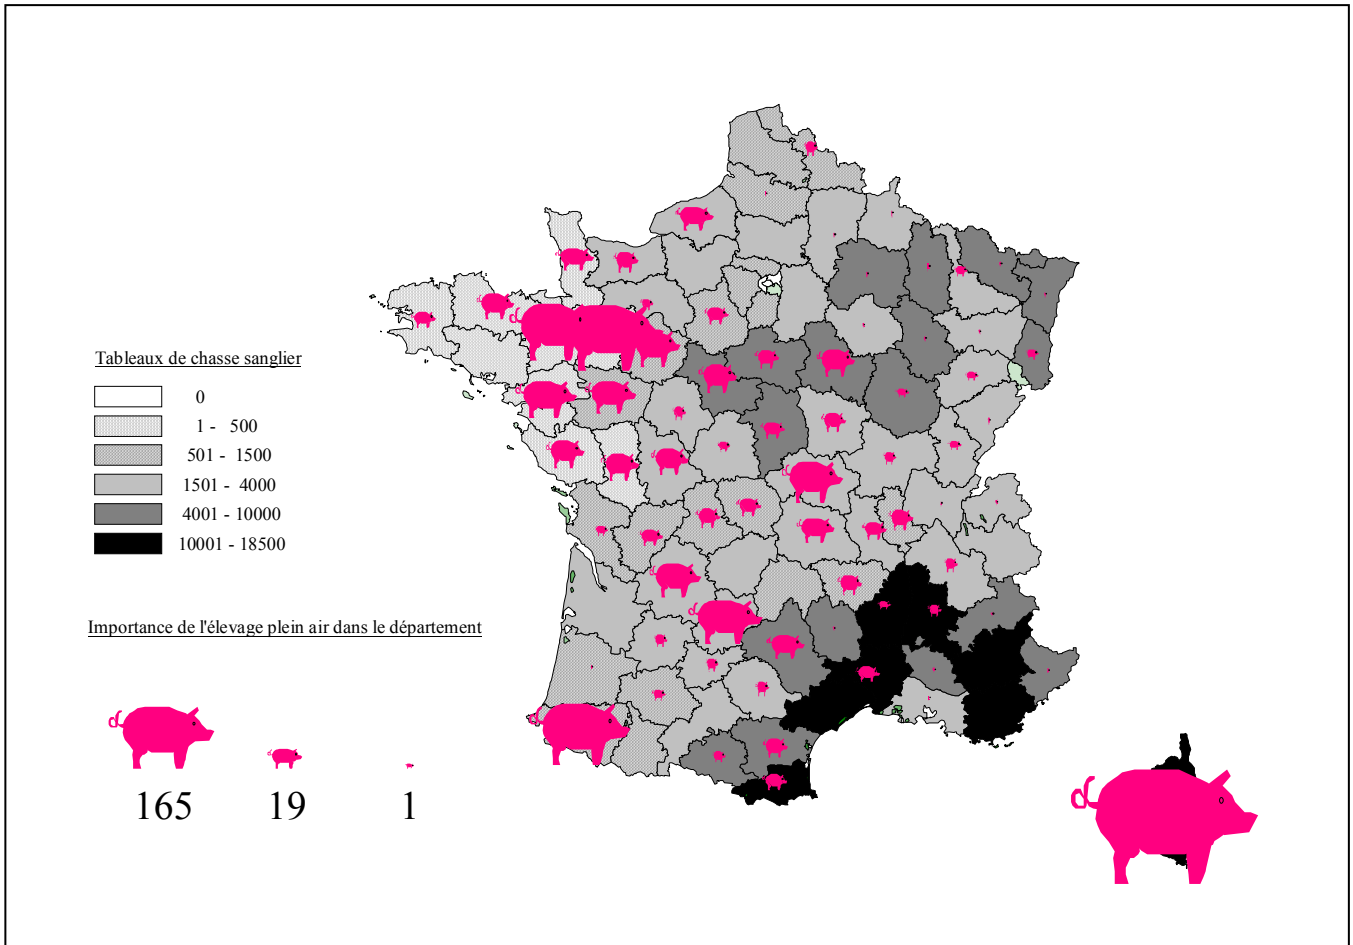 Tableaux de chasse sanglier
0
1 - 500
501 - 1500
1501 - 4000
4001 - 10000
10001 - 18500
Importance de l'élevage plein air dans le département
165 19 1